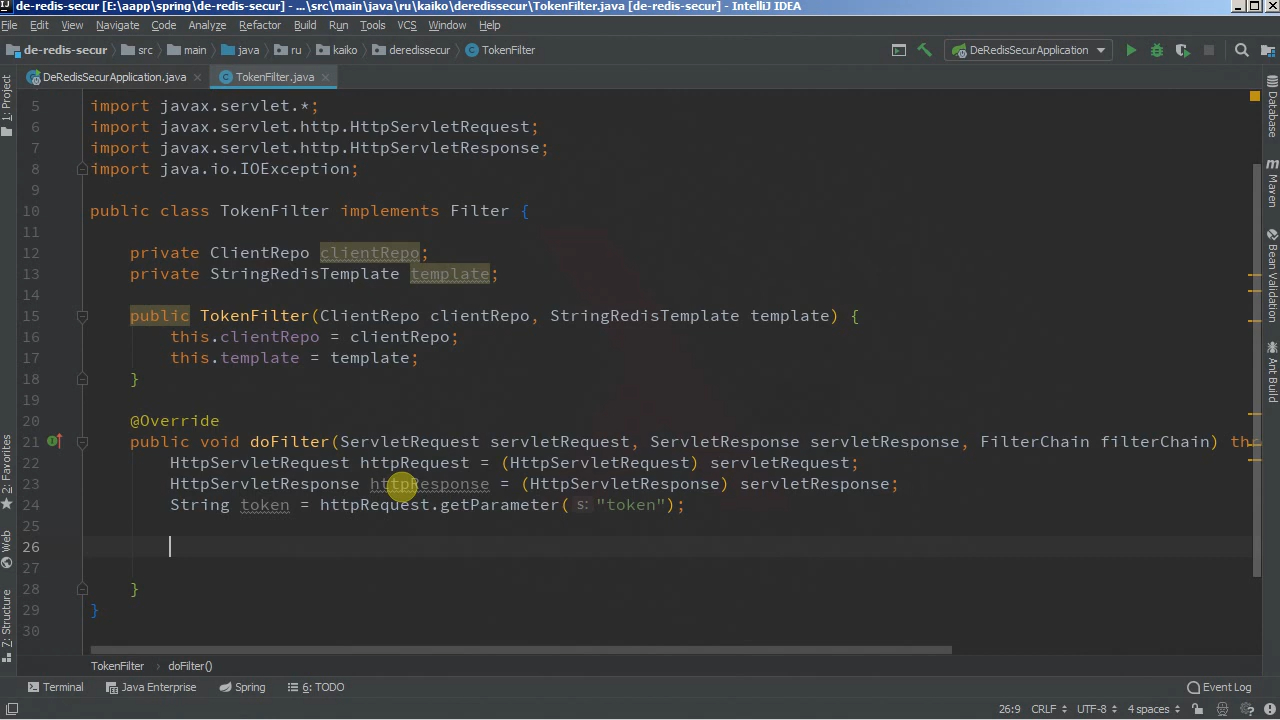 de-redis-secur [E:\aapp\spring\de-redis-secur] - ...\src\main\java\ru\kaiko\deredissecur\TokenFilter.java [de-redis-secur] - IntelliJ IDEA
File Edit View Navigate Code Analyze Refactor Build Run Tools VCS Window Help
de-redis-secur src main java ru kaiko deredissecur TokenFilter DeRedisSecurApplication
DeRedisSecurApplication.java TokenFilter.java
1: Project
2: Favorites
Web
7: Structure
5 import javax.servlet.*;
6 import javax.servlet.http.HttpServletRequest;
7 import javax.servlet.http.HttpServletResponse;
8 import java.io.IOException;
9
10 public class TokenFilter implements Filter {
11
12 private ClientRepo clientRepo;
13 private StringRedisTemplate template;
14
15 public TokenFilter(ClientRepo clientRepo, StringRedisTemplate template) {
16 this.clientRepo = clientRepo;
17 this.template = template;
18 }
19
20 @Override
21 public void doFilter(ServletRequest servletRequest, ServletResponse servletResponse, FilterChain filterChain) thr
22 HttpServletRequest httpRequest = (HttpServletRequest) servletRequest;
23 HttpServletResponse httpResponse = (HttpServletResponse) servletResponse;
24 String token = httpRequest.getParameter( s: "token");
25
26
27
28 }
29 }
30
Database
m Maven
Bean Validation
Ant Build
TokenFilter › doFilter()
Terminal Java Enterprise Spring 6: TODO Event Log
26:9 CRLF UTF-8 4 spaces